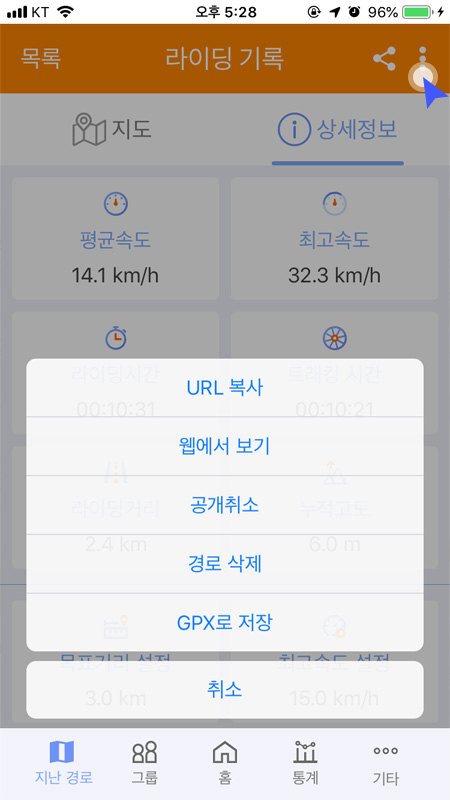 KT 오후 5:28 96%
목록 라이딩 기록
지도 상세정보
평균속도 최고속도
14.1 km/h 32.3 km/h
라이딩시간 트래킹 시간
00:10:31 00:10:21
URL 복사
웹에서 보기
라이딩거리 누적고도
공개취소
2.4 km 6.0 m
경로 삭제
GPX로 저장
목표거리 설정 최고속도 설정
취소
3.0 km 15.0 km/h
지난 경로 그룹 홈 통계 기타